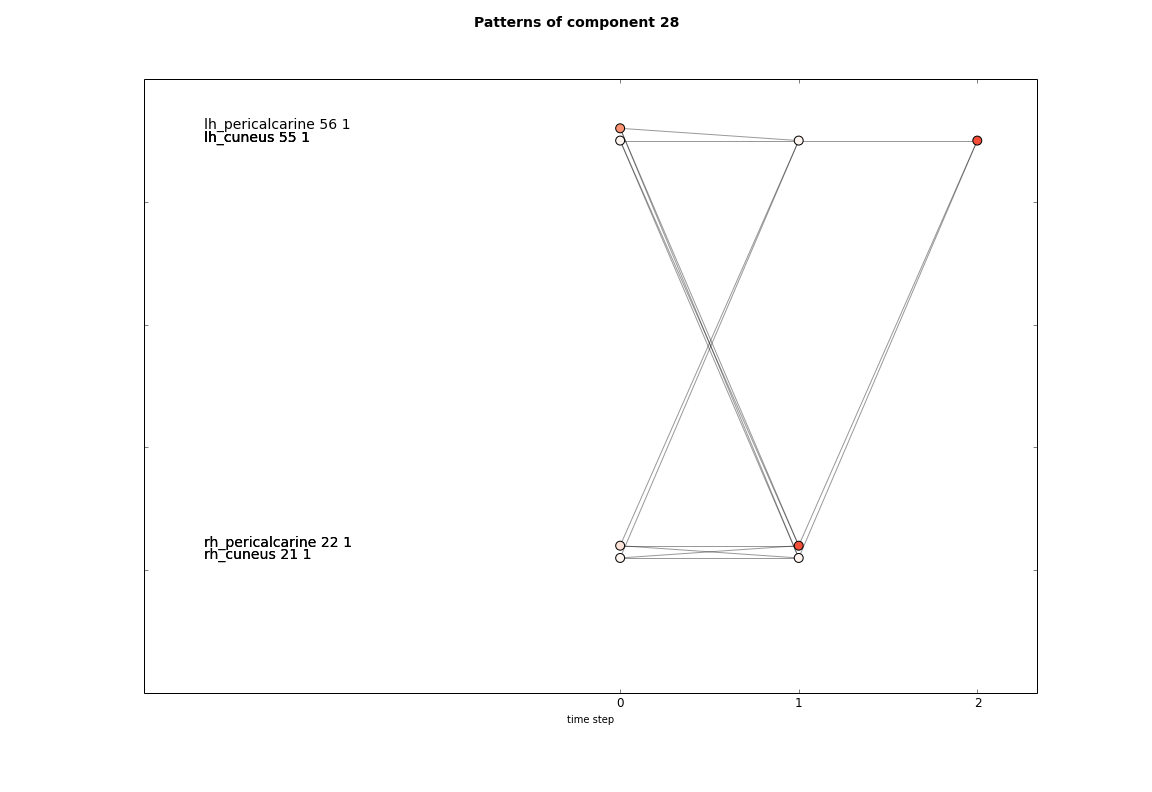 Patterns of component 28
lh_pericalcarine 56 1
lh_cuneus 55 1
rh_pericalcarine 22 1
rh_cuneus 21 1
0 1 2
time step